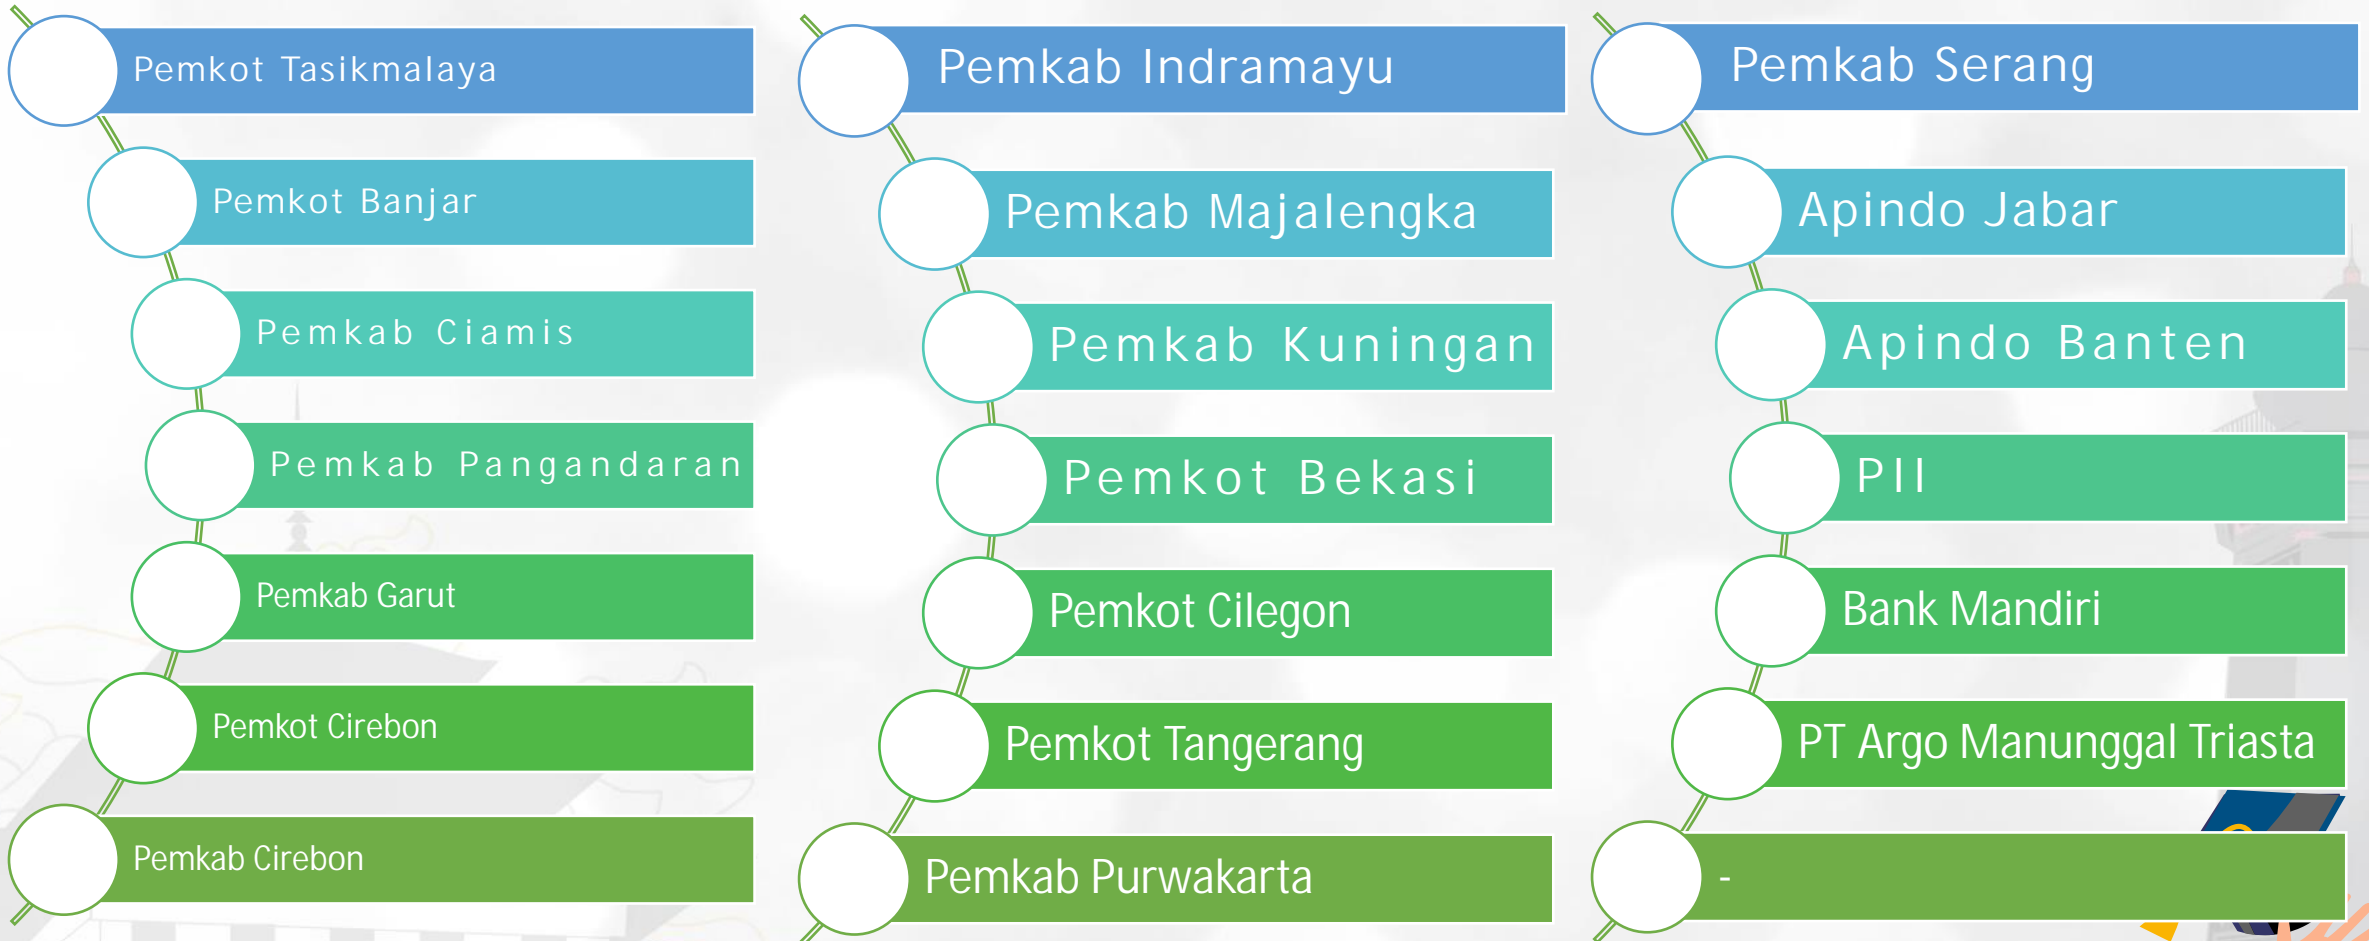 Pemkot Tasikmalaya
Pemkot Banjar
Pemkab Ciamis
Pemkab Pangandaran
Pemkab Garut
Pemkot Cirebon
Pemkab Cirebon
Pemkab Indramayu
Pemkab Majalengka
Pemkab Kuningan
Pemkot Bekasi
Pemkot Cilegon
Pemkot Tangerang
Pemkab Purwakarta
Pemkab Serang
Apindo Jabar
Apindo Banten
PII
Bank Mandiri
PT Argo Manunggal Triasta
-